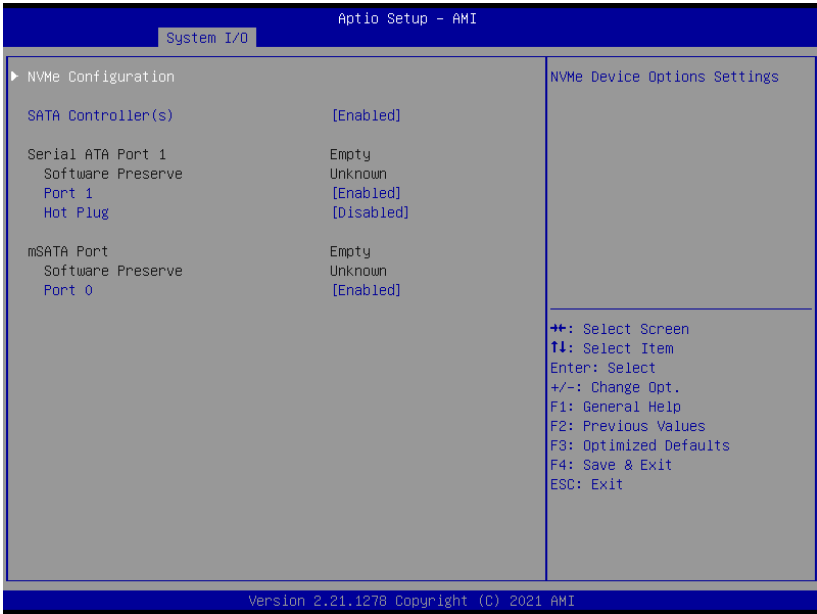 Aptio Setup – AMI
System I/O
▶ NVMe Configuration
SATA Controller(s) [Enabled]
Serial ATA Port 1 Empty
Software Preserve Unknown
Port 1 [Enabled]
Hot Plug [Disabled]
mSATA Port Empty
Software Preserve Unknown
Port 0 [Enabled]
NVMe Device Options Settings
→←: Select Screen
↑↓: Select Item
Enter: Select
+/-: Change Opt.
F1: General Help
F2: Previous Values
F3: Optimized Defaults
F4: Save & Exit
ESC: Exit
Version 2.21.1278 Copyright (C) 2021 AMI